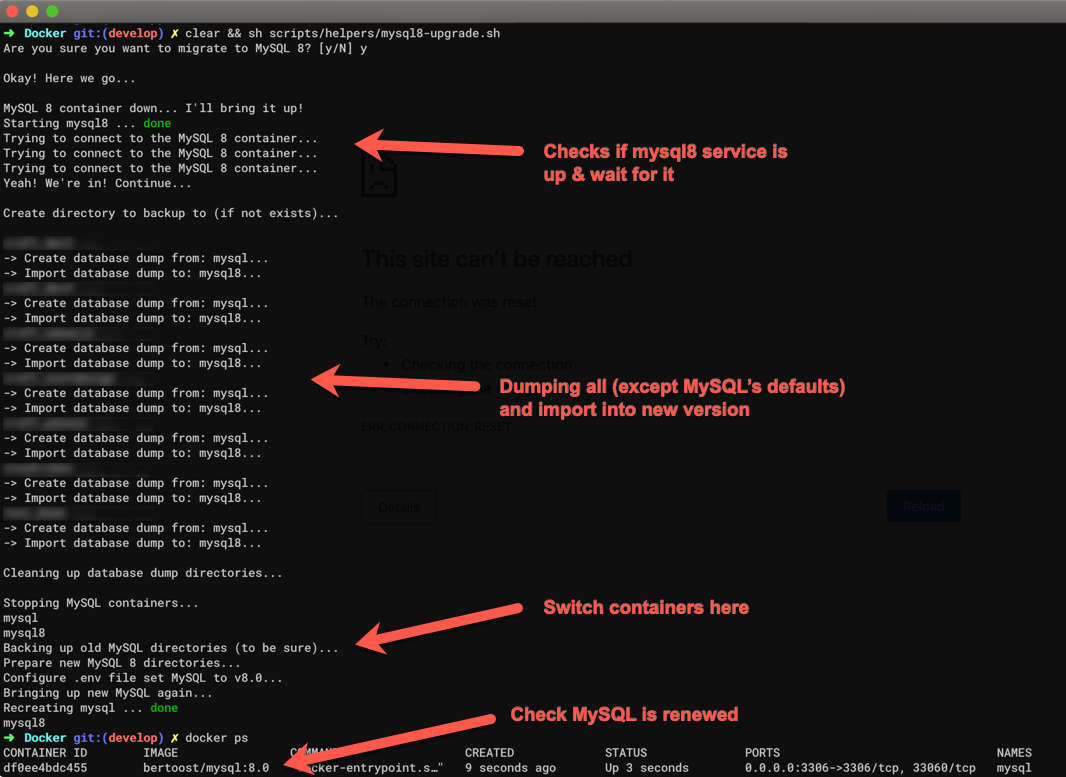 ➜ Docker git:(develop) ✗ clear && sh scripts/helpers/mysql8-upgrade.sh
Are you sure you want to migrate to MySQL 8? [y/N] y
Okay! Here we go...
MySQL 8 container down... I'll bring it up!
Starting mysql8 ... done
Trying to connect to the MySQL 8 container...
Trying to connect to the MySQL 8 container...
Trying to connect to the MySQL 8 container...
Yeah! We're in! Continue...
Checks if mysql8 service is
up & wait for it
Create directory to backup to (if not exists)...
This site can't be reached
The connection was reset.
Try:
• Checking the connection
ERR_CONNECTION_RESET
Details
Reload
-> Create database dump from: mysql...
-> Import database dump to: mysql8...
-> Create database dump from: mysql...
-> Import database dump to: mysql8...
-> Create database dump from: mysql...
-> Import database dump to: mysql8...
-> Create database dump from: mysql...
-> Import database dump to: mysql8...
-> Create database dump from: mysql...
-> Import database dump to: mysql8...
-> Create database dump from: mysql...
-> Import database dump to: mysql8...
-> Create database dump from: mysql...
-> Import database dump to: mysql8...
Dumping all (except MySQL’s defaults)
and import into new version
Cleaning up database dump directories...
Stopping MySQL containers...
mysql
mysql8
Backing up old MySQL directories (to be sure)...
Prepare new MySQL 8 directories...
Configure .env file set MySQL to v8.0...
Bringing up new MySQL again...
Recreating mysql ... done
mysql8
Switch containers here
Check MySQL is renewed
➜ Docker git:(develop) ✗ docker ps
CONTAINER ID IMAGE COMMAND CREATED STATUS PORTS NAMES
df0ee4bdc455 bertoost/mysql:8.0 ocker-entrypoint.s…" 9 seconds ago Up 3 seconds 0.0.0.0:3306->3306/tcp, 33060/tcp mysql